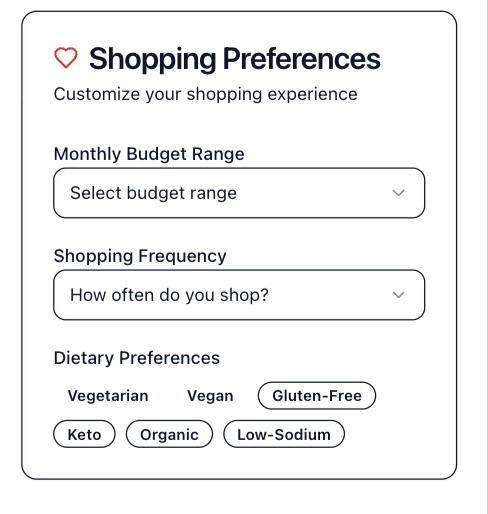 Shopping Preferences
Customize your shopping experience
Monthly Budget Range
Select budget range
Shopping Frequency
How often do you shop?
Dietary Preferences
Vegetarian Vegan Gluten-Free
Keto Organic Low-Sodium